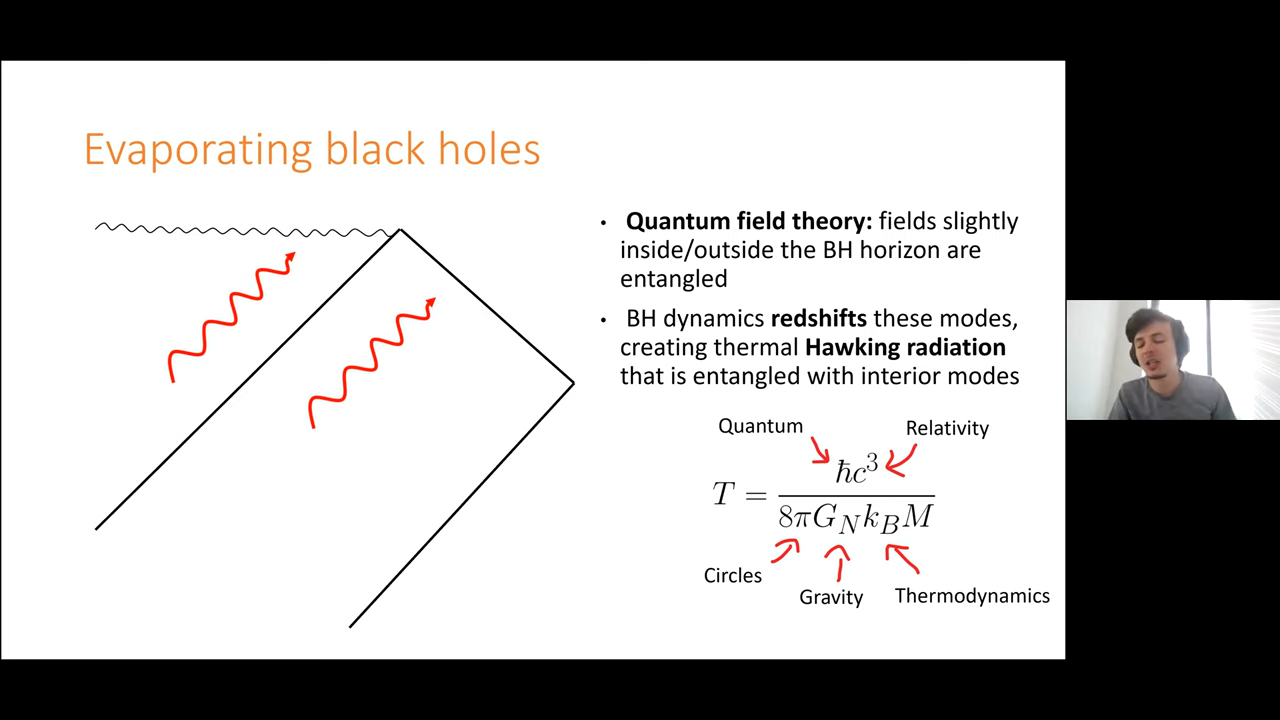 Evaporating black holes
• Quantum field theory: fields slightly
inside/outside the BH horizon are
entangled
• BH dynamics redshifts these modes,
creating thermal Hawking radiation
that is entangled with interior modes
Quantum
Relativity
T = ħc³ / 8πG_N k_B M
Circles
Gravity
Thermodynamics